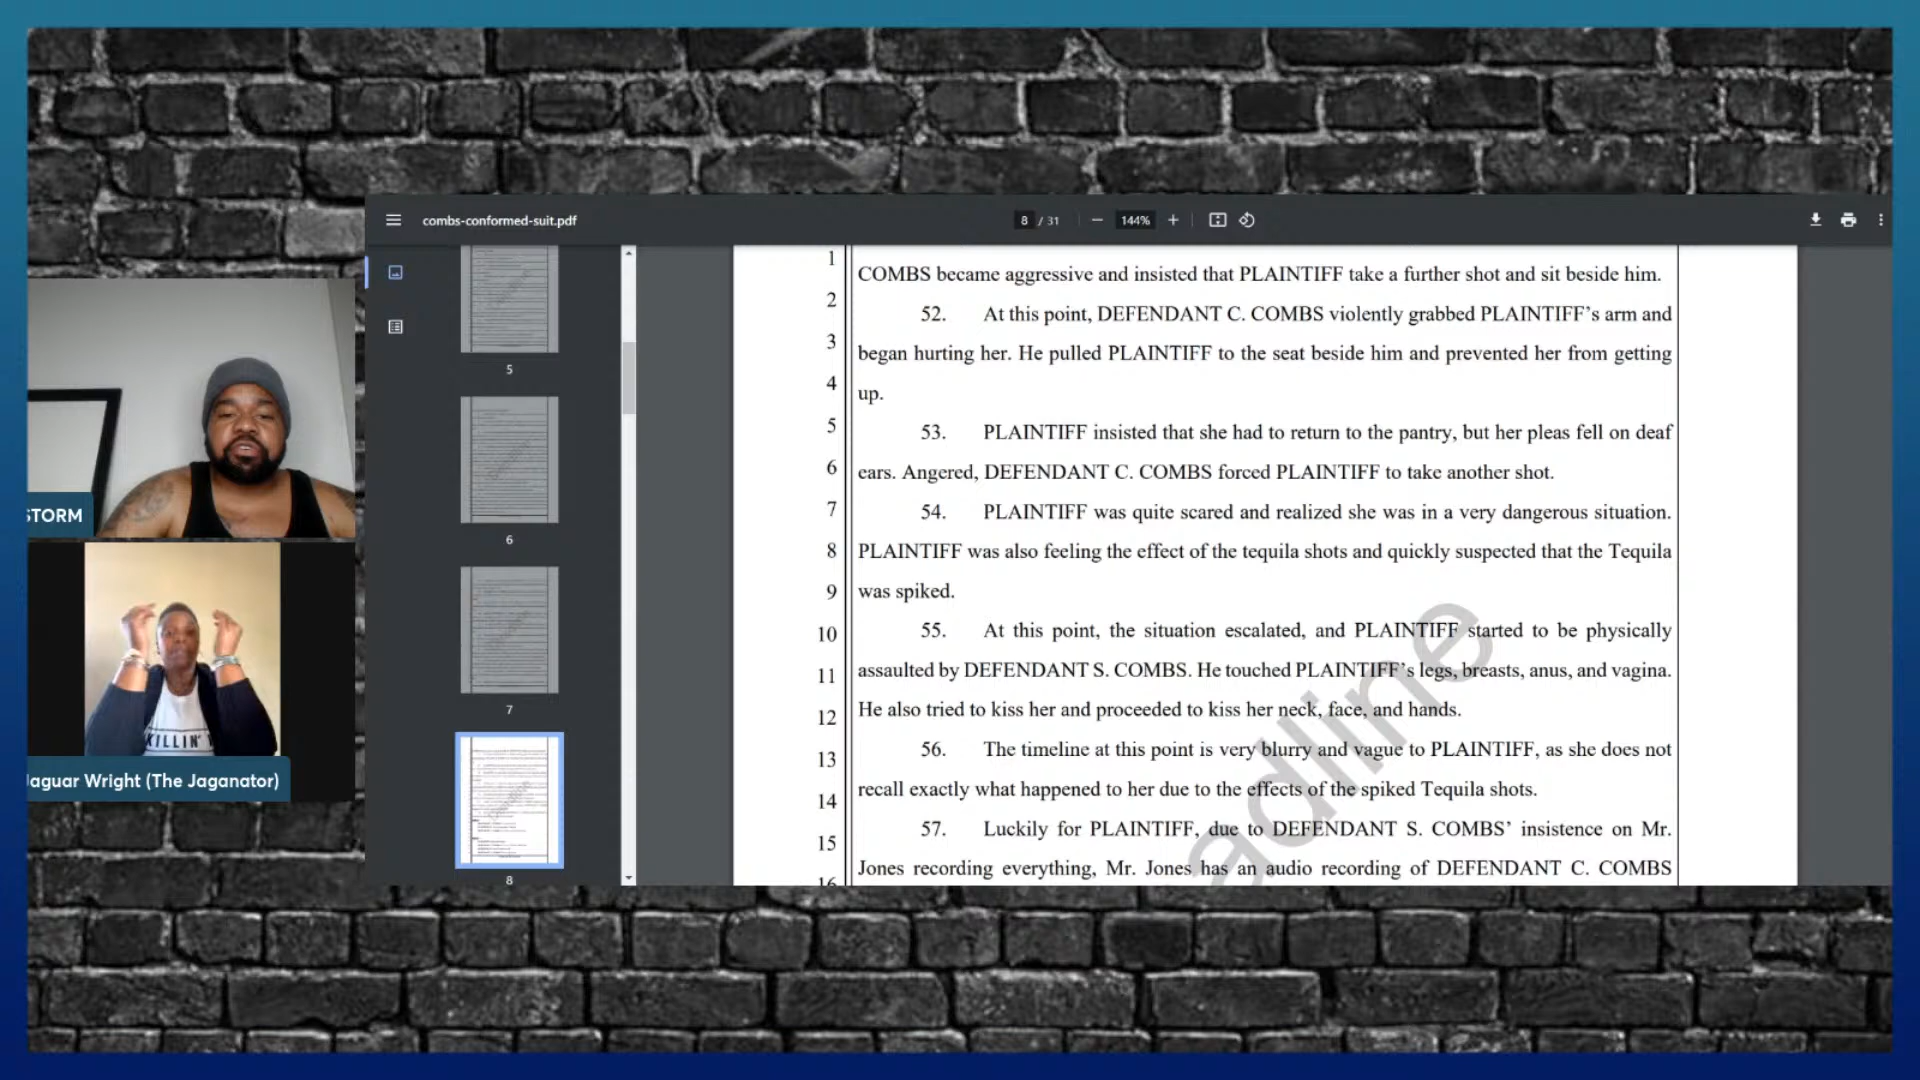 combs-conformed-suit.pdf
8 / 31
144%
5
6
7
8
1
2
3
4
5
6
7
8
9
10
11
12
13
14
15
16
COMBS became aggressive and insisted that PLAINTIFF take a further shot and sit beside him.
52. At this point, DEFENDANT C. COMBS violently grabbed PLAINTIFF's arm and
began hurting her. He pulled PLAINTIFF to the seat beside him and prevented her from getting
up.
53. PLAINTIFF insisted that she had to return to the pantry, but her pleas fell on deaf
ears. Angered, DEFENDANT C. COMBS forced PLAINTIFF to take another shot.
54. PLAINTIFF was quite scared and realized she was in a very dangerous situation.
PLAINTIFF was also feeling the effect of the tequila shots and quickly suspected that the Tequila
was spiked.
55. At this point, the situation escalated, and PLAINTIFF started to be physically
assaulted by DEFENDANT S. COMBS. He touched PLAINTIFF's legs, breasts, anus, and vagina.
He also tried to kiss her and proceeded to kiss her neck, face, and hands.
56. The timeline at this point is very blurry and vague to PLAINTIFF, as she does not
recall exactly what happened to her due to the effects of the spiked Tequila shots.
57. Luckily for PLAINTIFF, due to DEFENDANT S. COMBS' insistence on Mr.
Jones recording everything, Mr. Jones has an audio recording of DEFENDANT C. COMBS
adline
STORM
KILLIN'
Jaguar Wright (The Jaganator)